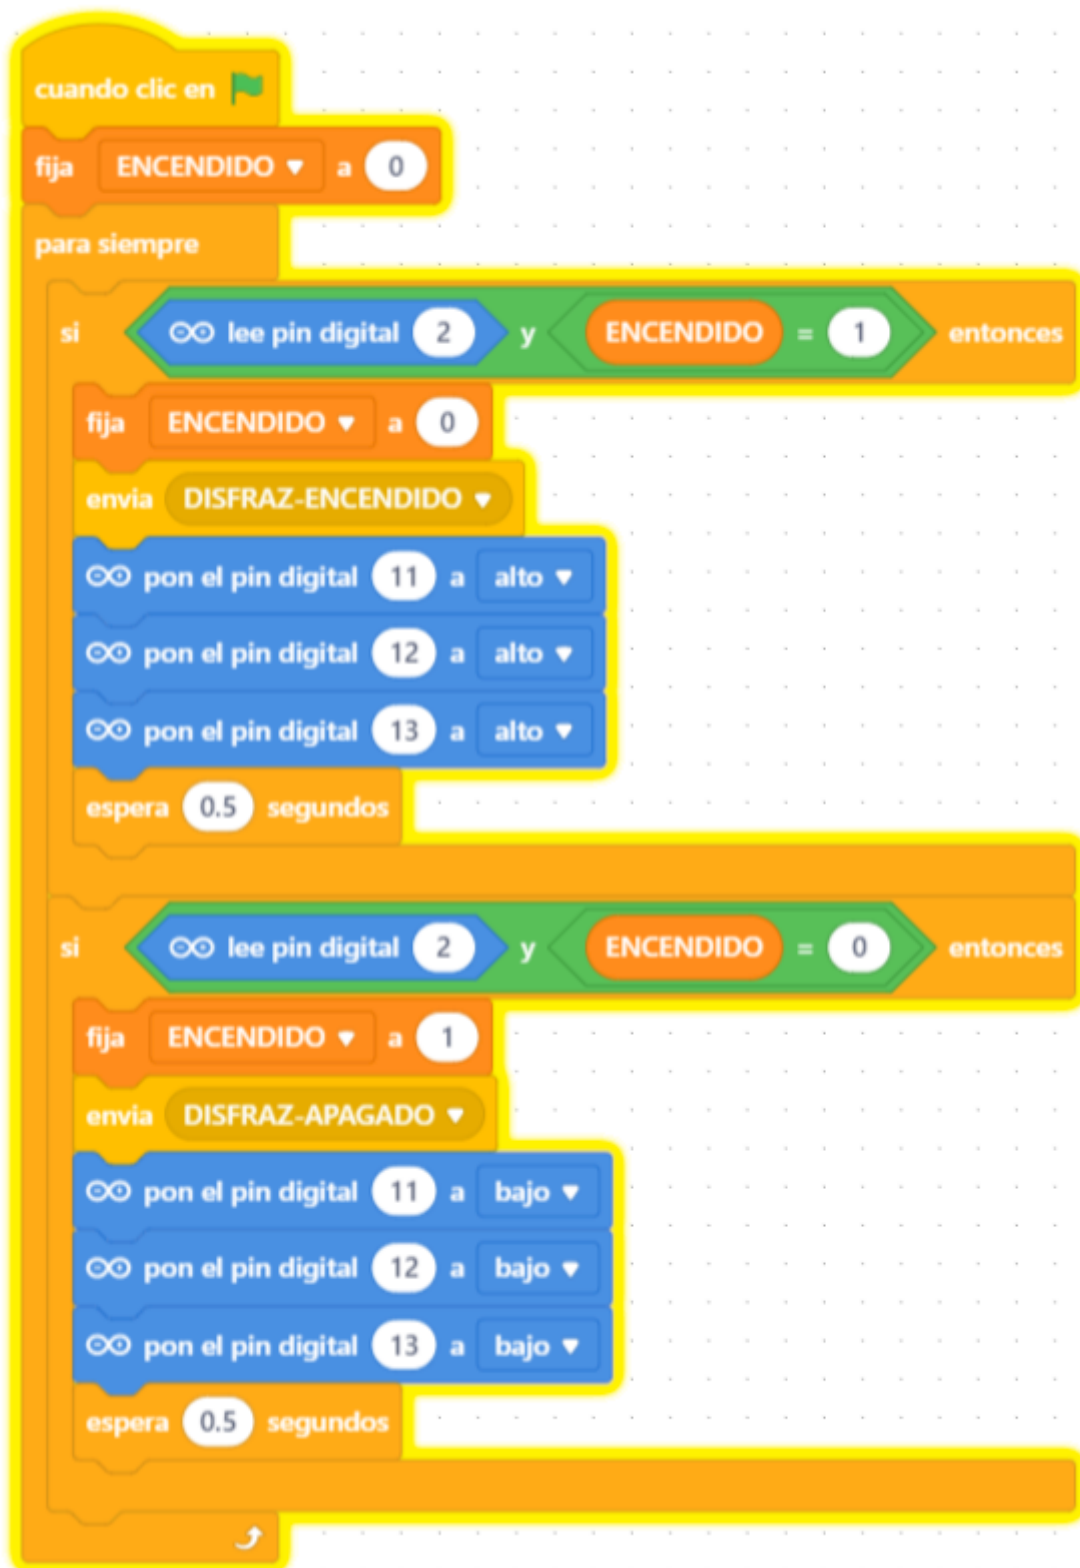 cuando clic en
fija ENCENDIDO a 0
para siempre
si lee pin digital 2 y ENCENDIDO = 1 entonces
fija ENCENDIDO a 0
envia DISFRAZ-ENCENDIDO
pon el pin digital 11 a alto
pon el pin digital 12 a alto
pon el pin digital 13 a alto
espera 0.5 segundos
si lee pin digital 2 y ENCENDIDO = 0 entonces
fija ENCENDIDO a 1
envia DISFRAZ-APAGADO
pon el pin digital 11 a bajo
pon el pin digital 12 a bajo
pon el pin digital 13 a bajo
espera 0.5 segundos